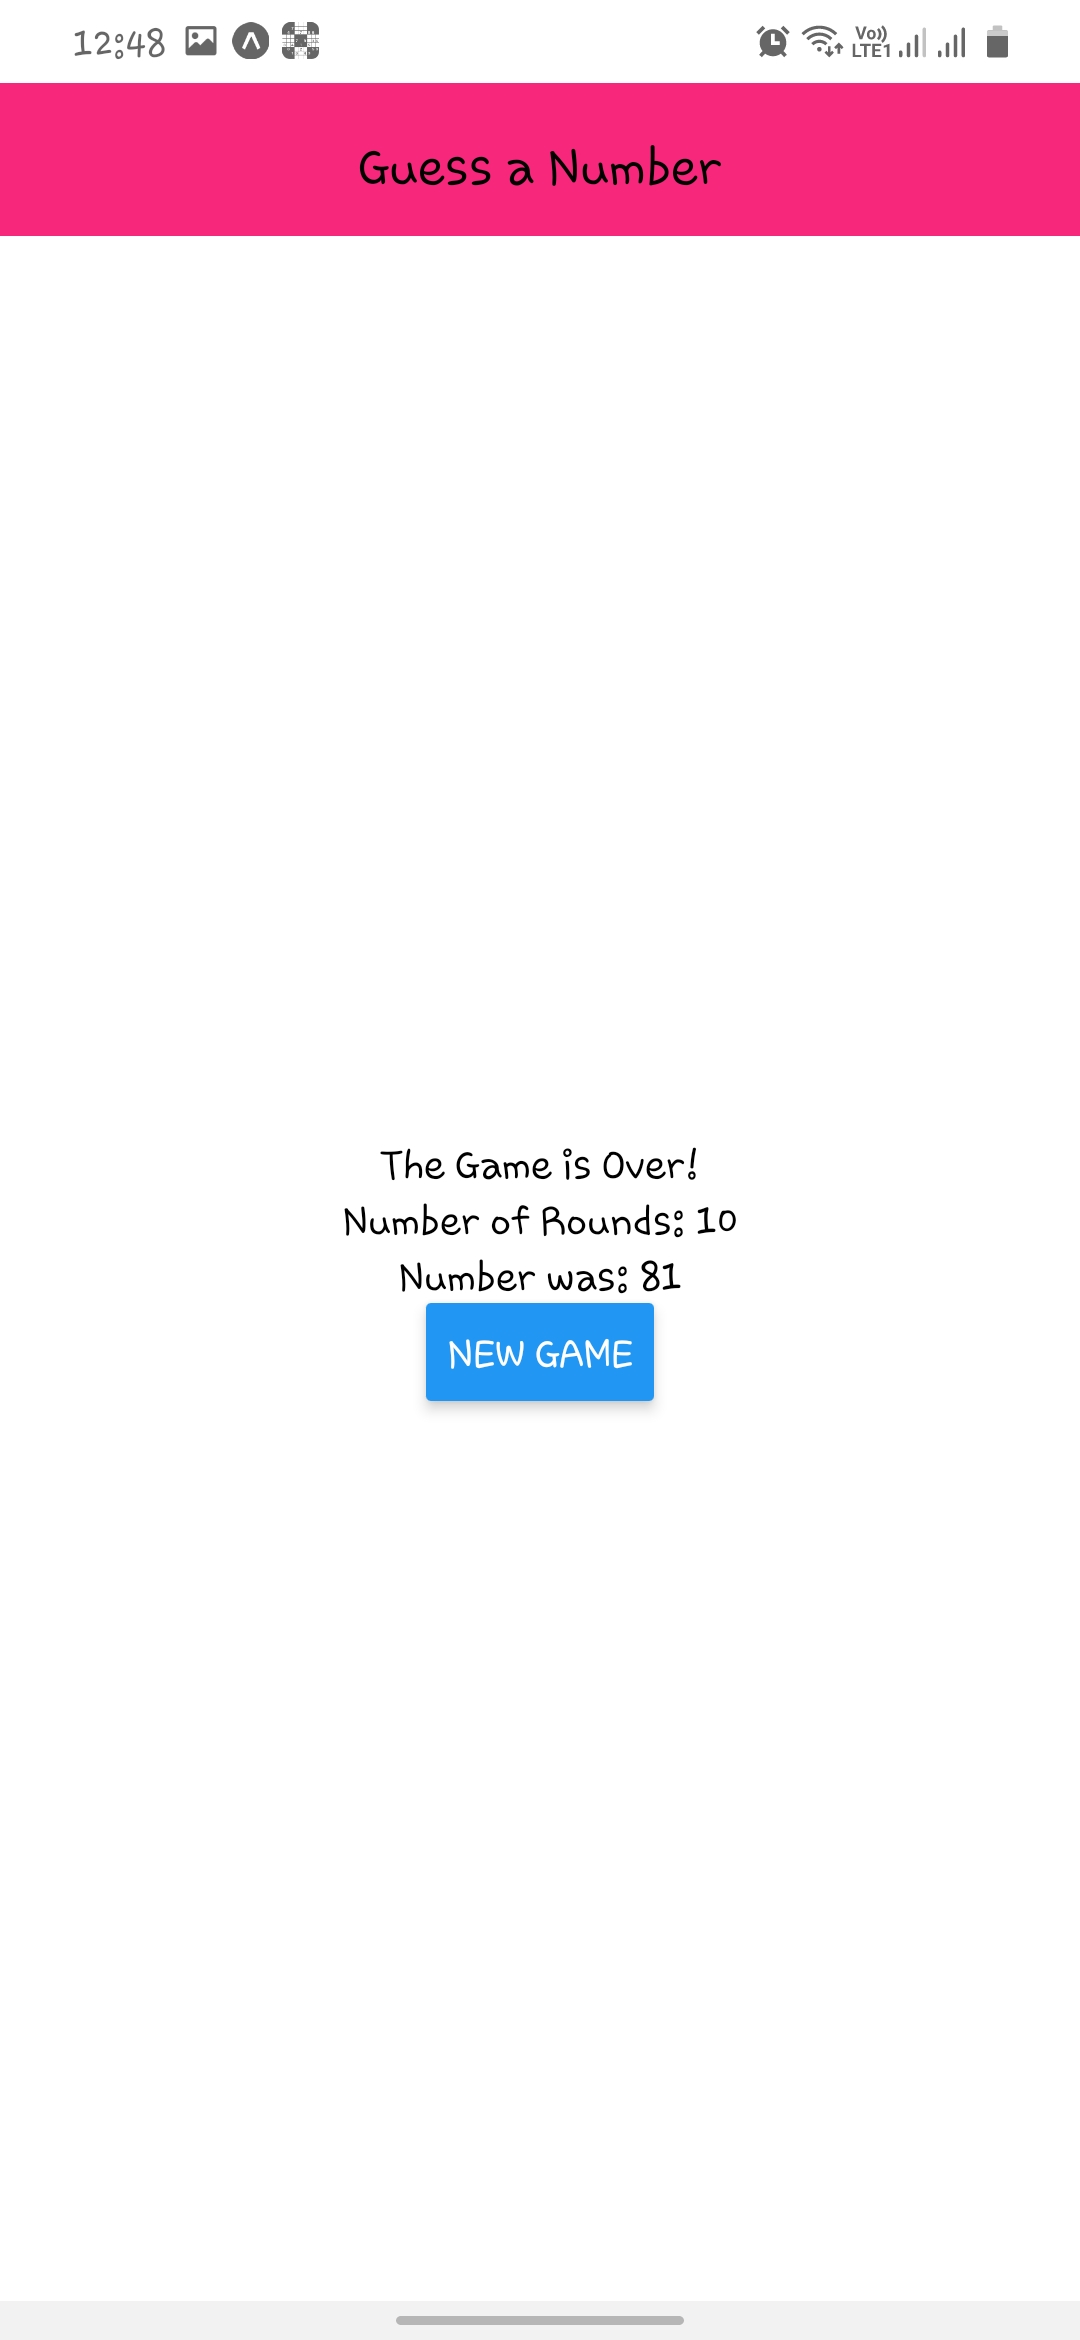 12:48
Vo))
LTE1
Guess a Number
The Game is Over!
Number of Rounds: 10
Number was: 81
NEW GAME